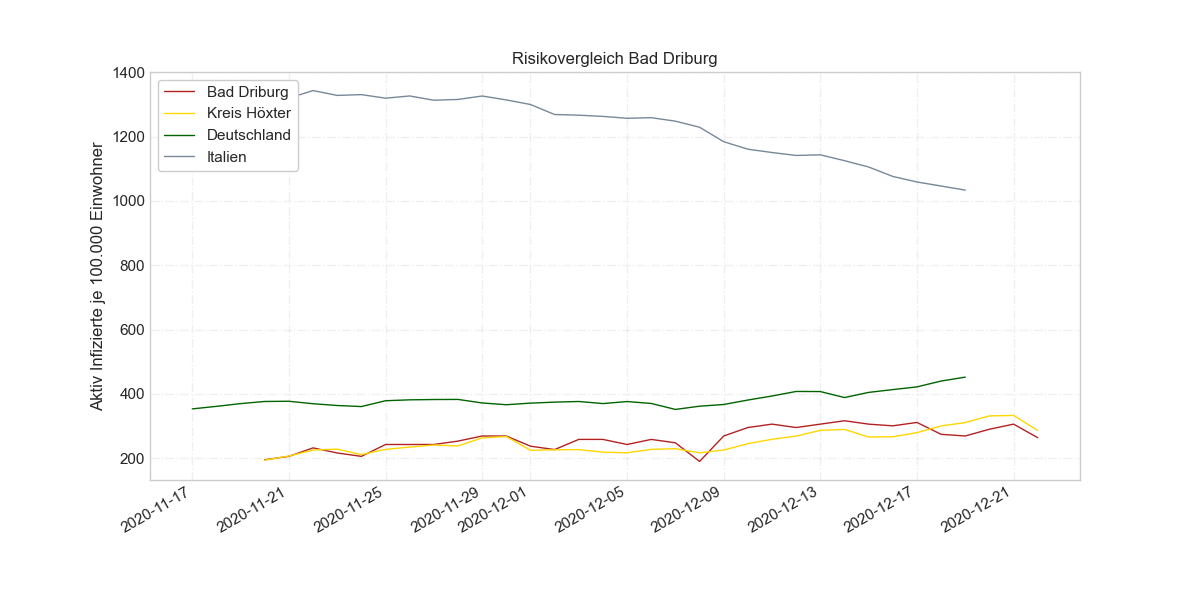 Risikovergleich Bad Driburg
Aktiv Infizierte je 100.000 Einwohner
1400
1200
1000
800
600
400
200
Bad Driburg
Kreis Höxter
Deutschland
Italien
2020-11-17
2020-11-21
2020-11-25
2020-11-29
2020-12-01
2020-12-05
2020-12-09
2020-12-13
2020-12-17
2020-12-21